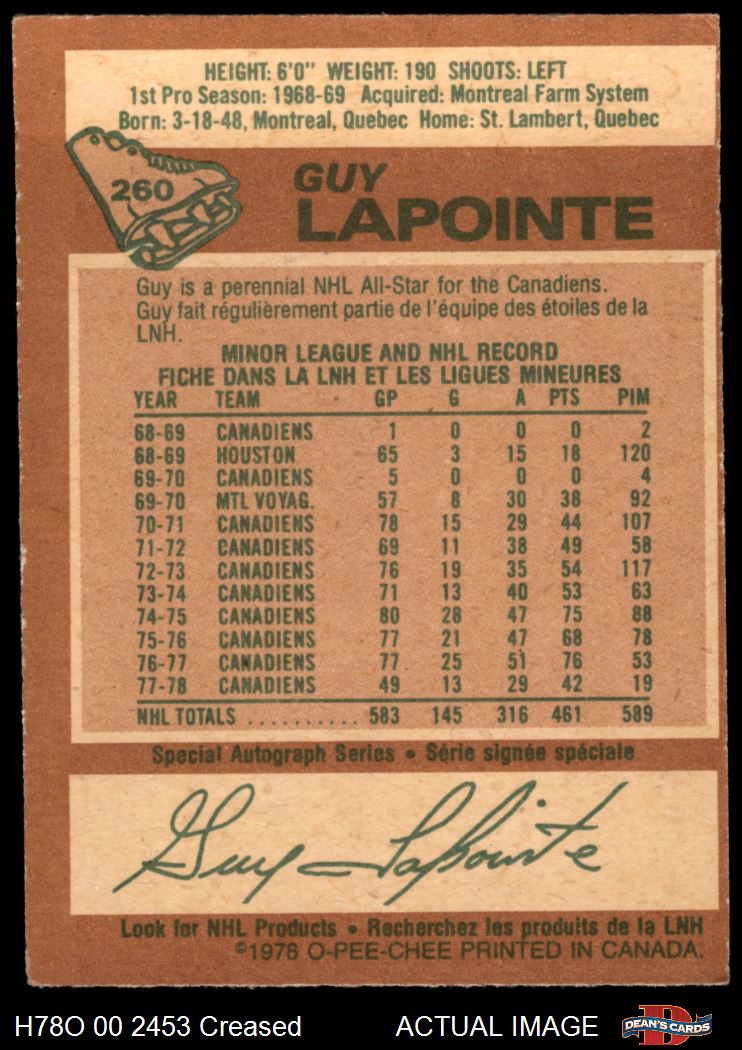 HEIGHT: 6'0" WEIGHT: 190 SHOOTS: LEFT
1st Pro Season: 1968-69 Acquired: Montreal Farm System
Born: 3-18-48, Montreal, Quebec Home: St. Lambert, Quebec
260
GUY
LAPOINTE
Guy is a perennial NHL All-Star for the Canadiens.
Guy fait régulièrement partie de l'équipe des étoiles de la
LNH.
MINOR LEAGUE AND NHL RECORD
FICHE DANS LA LNH ET LES LIGUES MINEURES
YEAR TEAM GP G A PTS PIM
68-69 CANADIENS 1 0 0 0 2
68-69 HOUSTON 65 3 15 18 120
69-70 CANADIENS 5 0 0 0 4
69-70 MTL VOYAG. 57 8 30 38 92
70-71 CANADIENS 78 15 29 44 107
71-72 CANADIENS 69 11 38 49 58
72-73 CANADIENS 76 19 35 54 117
73-74 CANADIENS 71 13 40 53 63
74-75 CANADIENS 80 28 47 75 88
75-76 CANADIENS 77 21 47 68 78
76-77 CANADIENS 77 25 51 76 53
77-78 CANADIENS 49 13 29 42 19
NHL TOTALS .......... 583 145 316 461 589
Special Autograph Series • Série signée spéciale
Guy Lapointe
Look for NHL Products • Recherchez les produits de la LNH
©1978 O-PEE-CHEE PRINTED IN CANADA.
H78O 00 2453 Creased ACTUAL IMAGE D DEAN'S CARDS